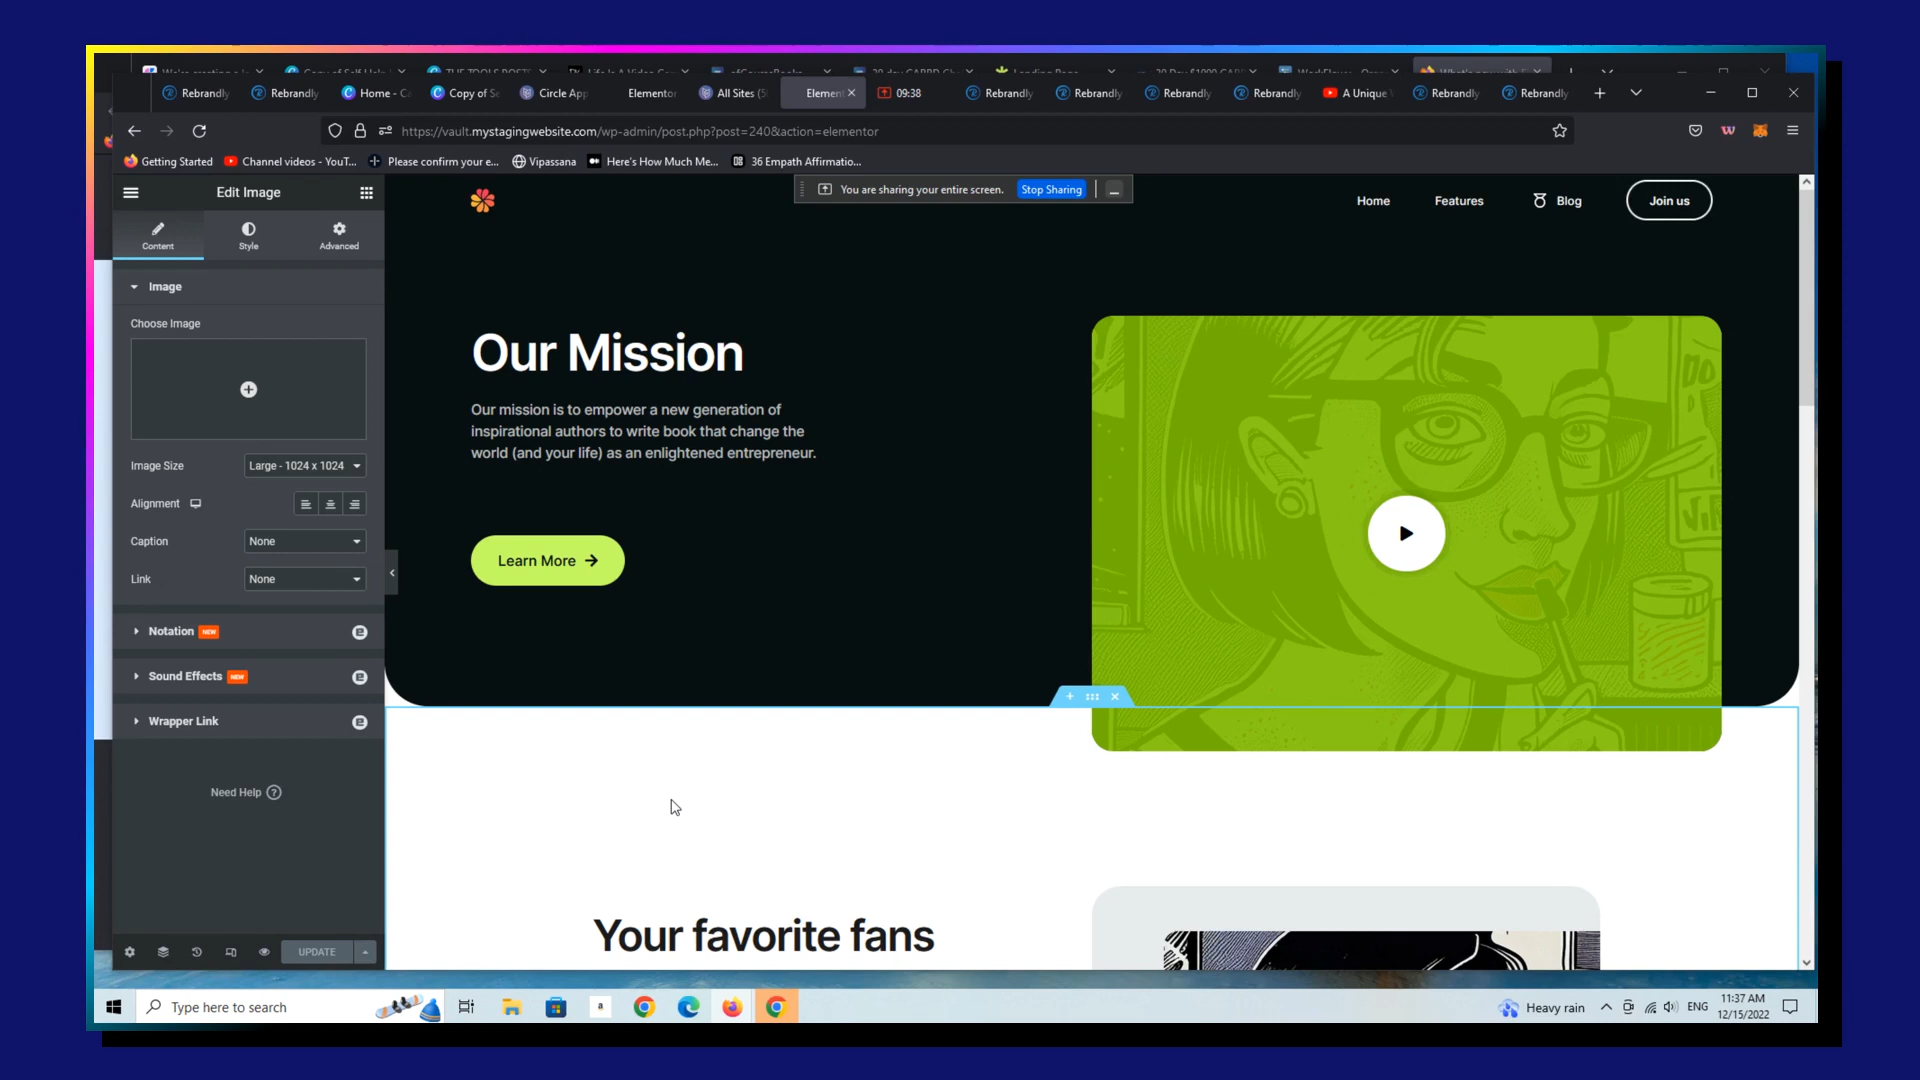 Rebrandly
Rebrandly
Home - Ca
Copy of Se
Circle App
Elementor
All Sites (5
Element
09:38
Rebrandly
Rebrandly
Rebrandly
Rebrandly
A Unique
Rebrandly
Rebrandly
https://vault.mystagingwebsite.com/wp-admin/post.php?post=240&action=elementor
Getting Started
Channel videos - YouT...
Please confirm your e...
Vipassana
Here's How Much Me...
36 Empath Affirmatio...
You are sharing your entire screen.
Stop Sharing
Edit Image
Content
Style
Advanced
Image
Choose Image
Image Size
Large - 1024 x 1024
Alignment
Caption
None
Link
None
Notation NEW
Sound Effects NEW
Wrapper Link
Need Help
UPDATE
Home
Features
Blog
Join us
Our Mission
Our mission is to empower a new generation of
inspirational authors to write book that change the
world (and your life) as an enlightened entrepreneur.
Learn More
Your favorite fans
Type here to search
Heavy rain
ENG
11:37 AM
12/15/2022